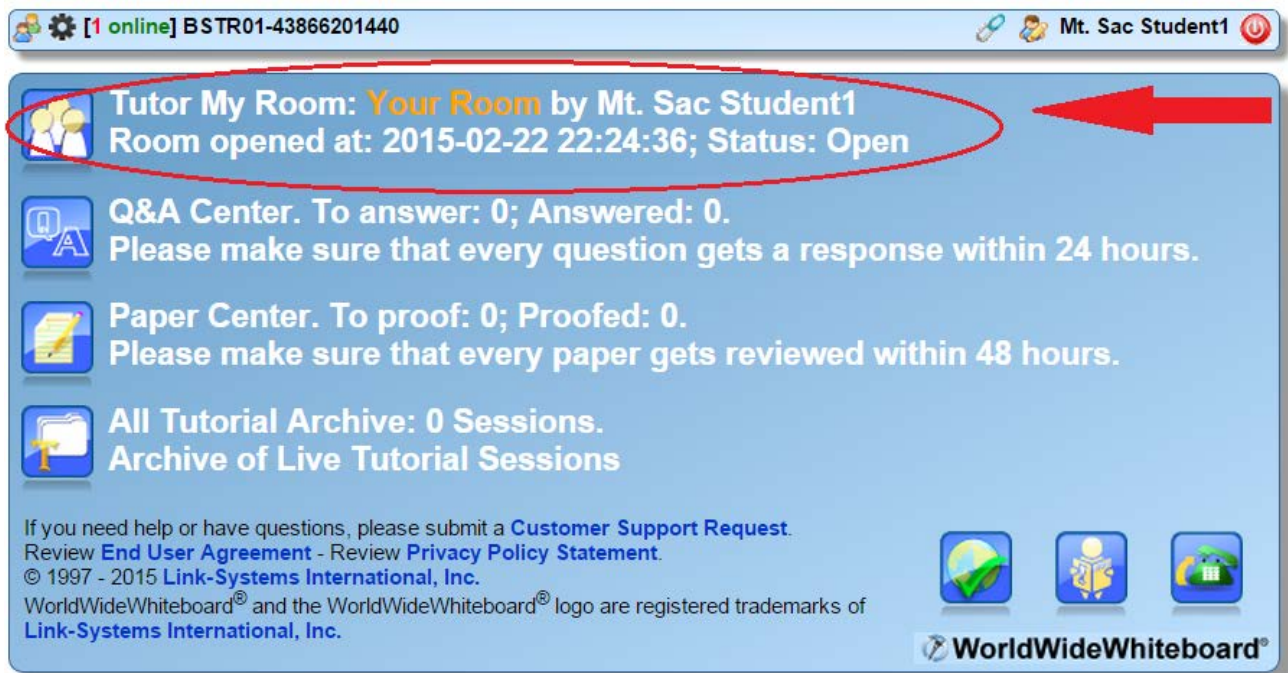 [1 online] BSTR01-43866201440
Mt. Sac Student1
Tutor My Room: Your Room by Mt. Sac Student1
Room opened at: 2015-02-22 22:24:36; Status: Open
Q&A Center. To answer: 0; Answered: 0.
Please make sure that every question gets a response within 24 hours.
Paper Center. To proof: 0; Proofed: 0.
Please make sure that every paper gets reviewed within 48 hours.
All Tutorial Archive: 0 Sessions.
Archive of Live Tutorial Sessions
If you need help or have questions, please submit a Customer Support Request.
Review End User Agreement - Review Privacy Policy Statement.
© 1997 - 2015 Link-Systems International, Inc.
WorldWideWhiteboard® and the WorldWideWhiteboard® logo are registered trademarks of
Link-Systems International, Inc.
WorldWideWhiteboard®